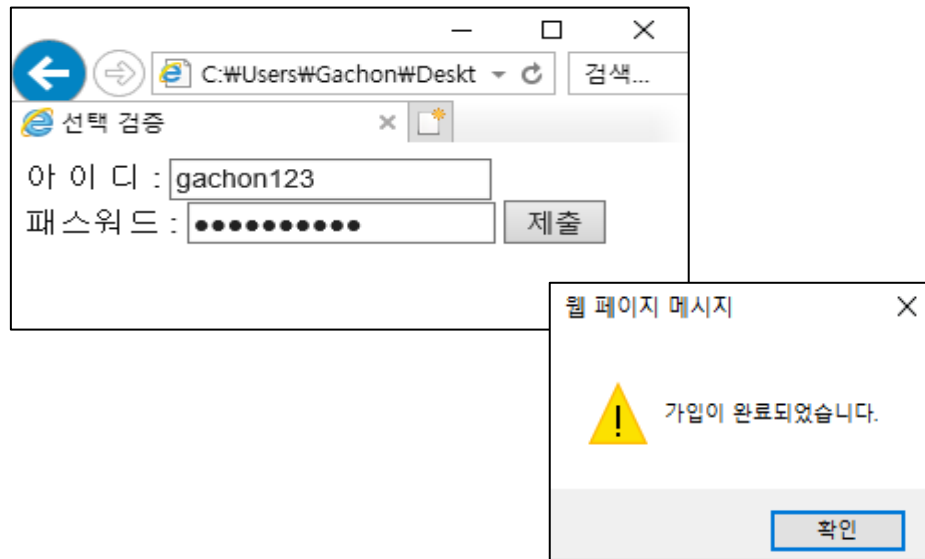 C:₩Users₩Gachon₩Deskt
검색...
선택 검증
아 이 디 : gachon123
패스워드 : ●●●●●●●●●● 제출
웹 페이지 메시지
가입이 완료되었습니다.
확인